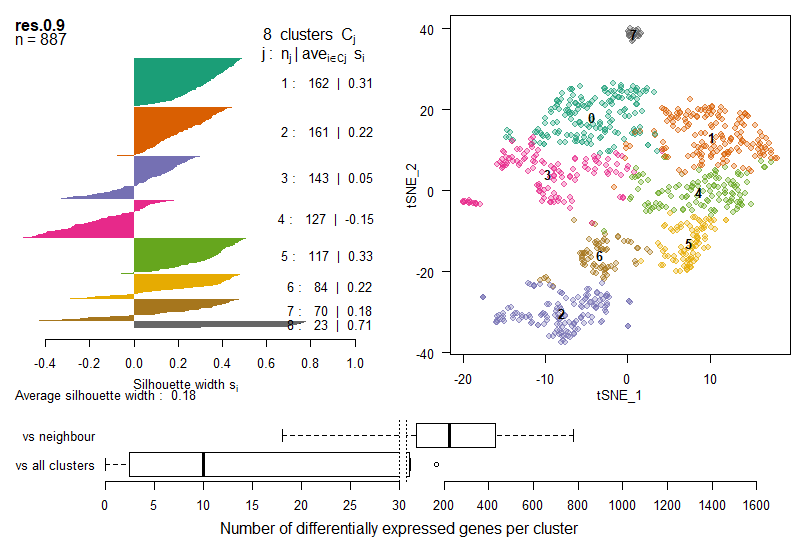 res.0.9
n = 887
8 clusters Cj
j : nj | avei∈Cj si
1 : 162 | 0.31
2 : 161 | 0.22
3 : 143 | 0.05
4 : 127 | -0.15
5 : 117 | 0.33
6 : 84 | 0.22
7 : 70 | 0.18
8 : 23 | 0.71
-0.4 -0.2 0.0 0.2 0.4 0.6 0.8 1.0
Silhouette width si
Average silhouette width : 0.18
40
20
0
-20
-40
tSNE_2
7
0
1
3
4
5
6
2
-20 -10 0 10
tSNE_1
vs neighbour
vs all clusters
0 5 10 15 20 25 30 200 400 600 800 1000 1200 1400 1600
Number of differentially expressed genes per cluster